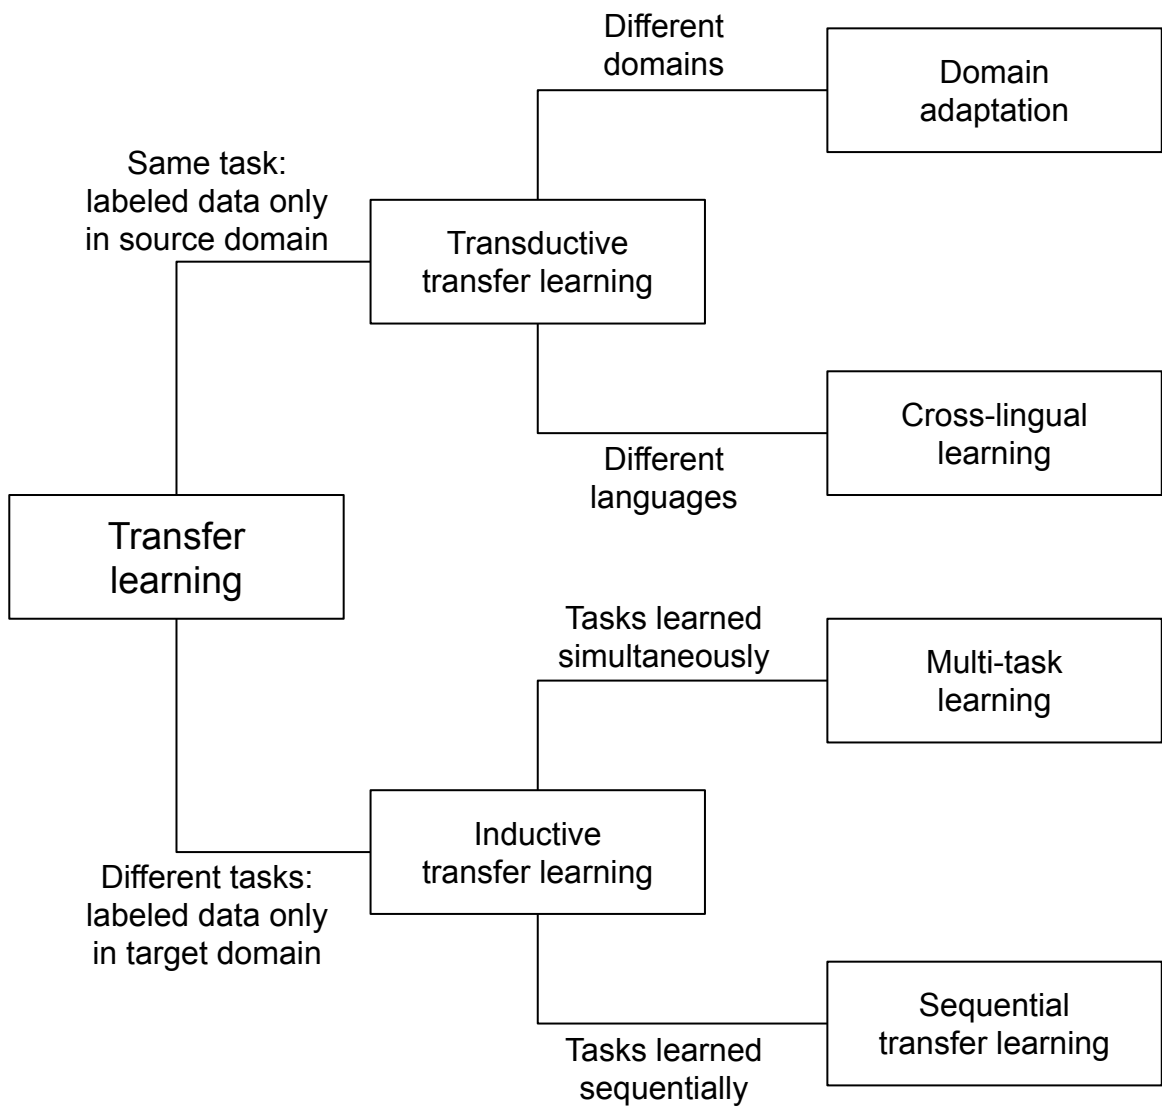 Different
domains
Domain
adaptation
Same task:
labeled data only
in source domain
Transductive
transfer learning
Cross-lingual
learning
Different
languages
Transfer
learning
Tasks learned
simultaneously
Multi-task
learning
Inductive
transfer learning
Different tasks:
labeled data only
in target domain
Sequential
transfer learning
Tasks learned
sequentially